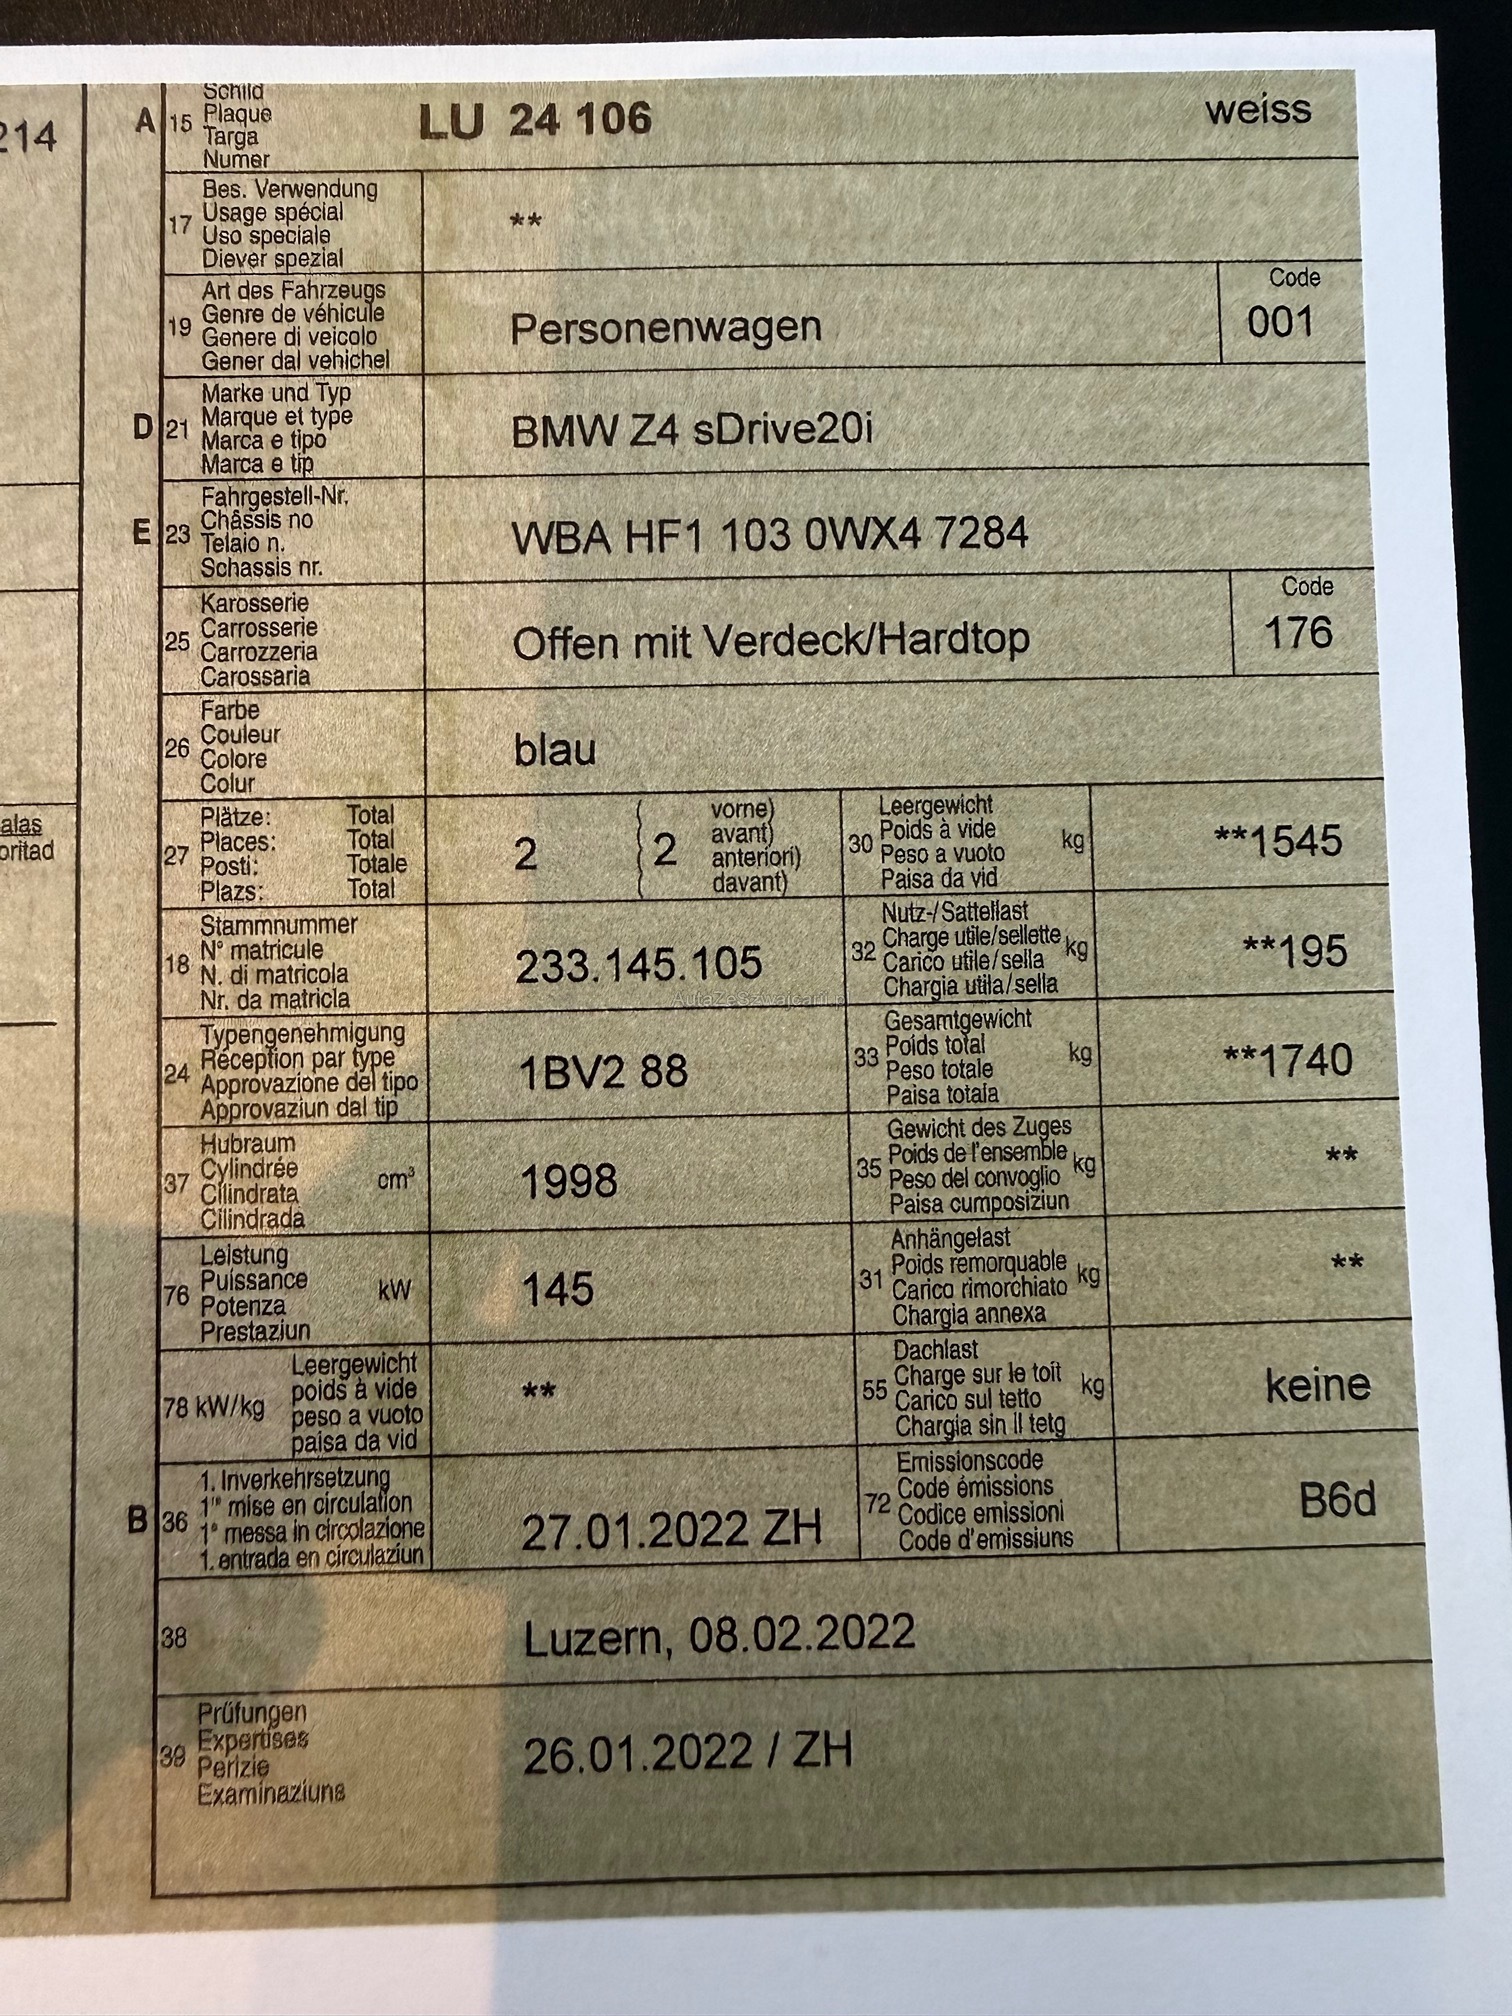 214
alas
oritad
Schild
A 15 Plaque LU 24 106 weiss
Targa
Numer
Bes. Verwendung
17 Usage spécial **
Uso speciale
Diever spezial
Art des Fahrzeugs Code
19 Genre de véhicule Personenwagen 001
Genere di veicolo
Gener dal vehichel
Marke und Typ
D 21 Marque et type BMW Z4 sDrive20i
Marca e tipo
Marca e tip
Fahrgestell-Nr.
E 23 Châssis no WBA HF1 103 0WX4 7284
Telaio n.
Schassis nr.
Karosserie Code
25 Carrosserie Offen mit Verdeck/Hardtop 176
Carrozzeria
Carossaria
Farbe
26 Couleur blau
Colore
Colur
Plätze: Total vorne)
27 Places: Total 2 ( 2 avant)
Posti: Totale anteriori)
Plazs: Total davant)
Leergewicht
30 Poids à vide kg **1545
Peso a vuoto
Paisa da vid
Stammnummer
18 N° matricule 233.145.105
N. di matricola
Nr. da matricla
Nutz-/Sattellast
32 Charge utile/sellette kg **195
Carico utile/sella
Chargia utila/sella
AutaZeSzwajcarii.p
Typengenehmigung
24 Réception par type 1BV2 88
Approvazione del tipo
Approvaziun dal tip
Gesamtgewicht
33 Poids total kg **1740
Peso totale
Paisa totala
Hubraum
37 Cylindrée cm³ 1998
Cilindrata
Cilindrada
Gewicht des Zuges
35 Poids de l'ensemble kg **
Peso del convoglio
Paisa cumposiziun
Leistung
76 Puissance kW 145
Potenza
Prestaziun
Anhängelast
31 Poids remorquable kg **
Carico rimorchiato
Chargia annexa
Leergewicht
78 kW/kg poids à vide **
peso a vuoto
paisa da vid
Dachlast
55 Charge sur le toit kg keine
Carico sul tetto
Chargia sin il tetg
1. Inverkehrsetzung
B 36 1re mise en circulation 27.01.2022 ZH
1a messa in circolazione
1. entrada en circulaziun
Emissionscode
72 Code émissions B6d
Codice emissioni
Code d'emissiuns
38 Luzern, 08.02.2022
Prüfungen
39 Expertises 26.01.2022 / ZH
Perizie
Examinaziuns